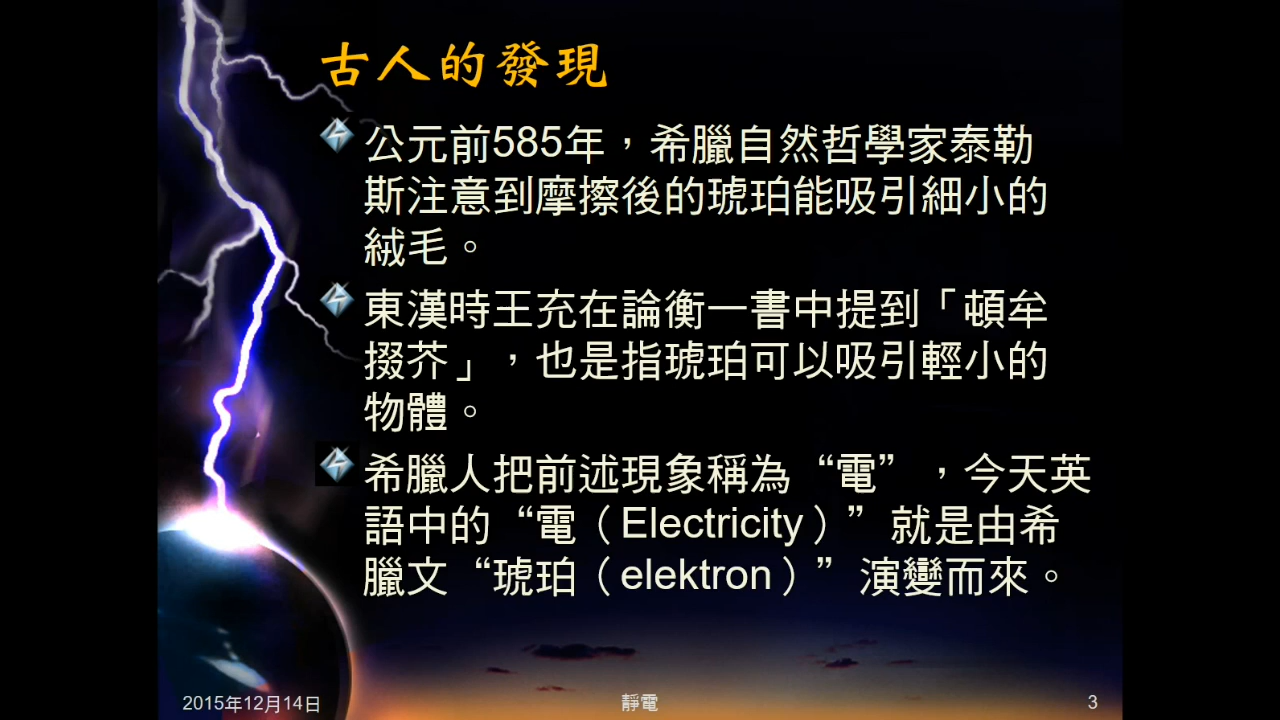 古人的發現
公元前585年，希臘自然哲學家泰勒
斯注意到摩擦後的琥珀能吸引細小的
絨毛。
東漢時王充在論衡一書中提到「頓牟
掇芥」，也是指琥珀可以吸引輕小的
物體。
希臘人把前述現象稱為“電”，今天英
語中的“電（Electricity）”就是由希
臘文“琥珀（elektron）”演變而來。
2015年12月14日
靜電
3